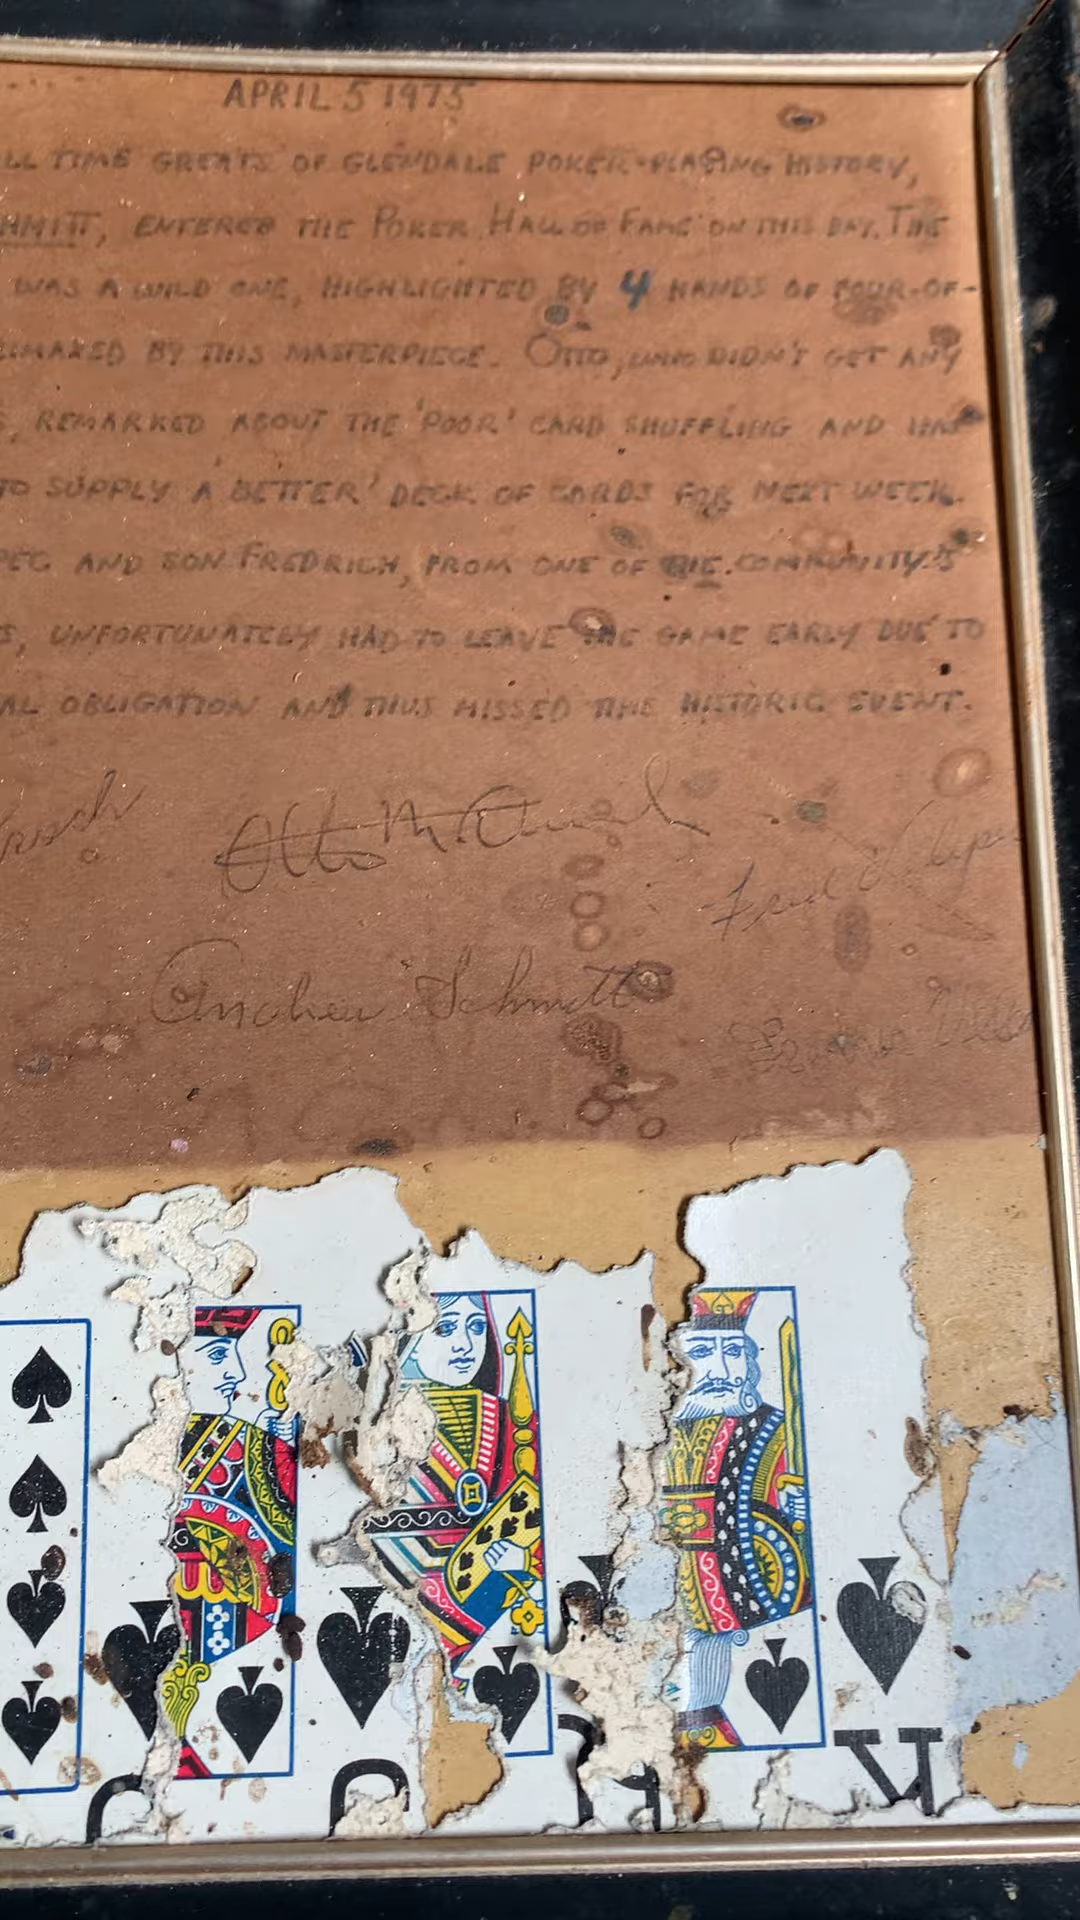 APRIL 5 1975
LL TIME GREATS OF GLENDALE POKER-PLAYING HISTORY,
HMITT, ENTERED THE POKER HALL OF FAME ON THIS DAY. THE
WAS A WILD ONE, HIGHLIGHTED BY 4 HANDS OF FOUR-OF-
IMAXED BY THIS MASTERPIECE. OTTO, WHO DIDN'T GET ANY
S, REMARKED ABOUT THE 'POOR' CARD SHUFFLING AND HAS
TO SUPPLY A 'BETTER' DECK OF CARDS FOR NEXT WEEK.
PEG AND SON FREDRICH, FROM ONE OF THE COMMUNITY'S
S, UNFORTUNATELY HAD TO LEAVE THE GAME EARLY DUE TO
AL OBLIGATION AND THUS MISSED THE HISTORIC EVENT.
Otto M.
Fred
Andrew Schmitt
K